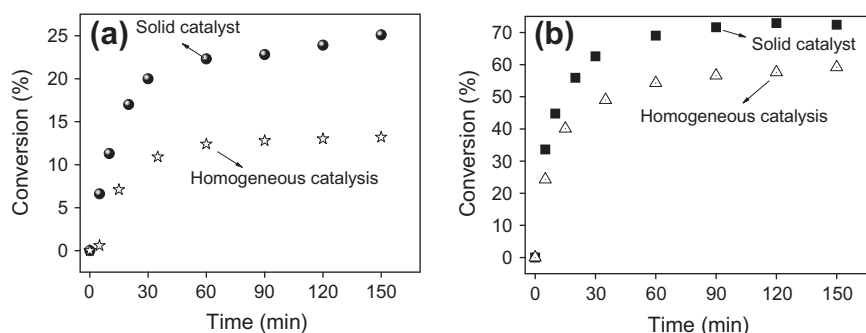 (a)
Solid catalyst
Homogeneous catalysis
Conversion (%)
25
20
15
10
5
0
0 30 60 90 120 150
Time (min)
(b)
Solid catalyst
Homogeneous catalysis
Conversion (%)
70
60
50
40
30
20
10
0
0 30 60 90 120 150
Time (min)